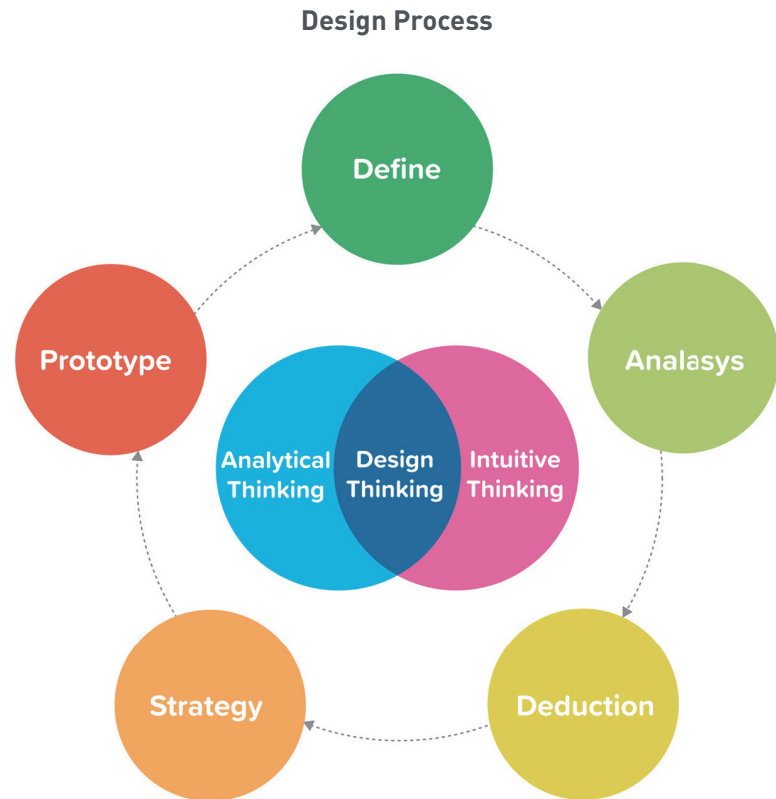 Design Process
Define
Analasys
Deduction
Strategy
Prototype
Analytical
Thinking
Design
Thinking
Intuitive
Thinking